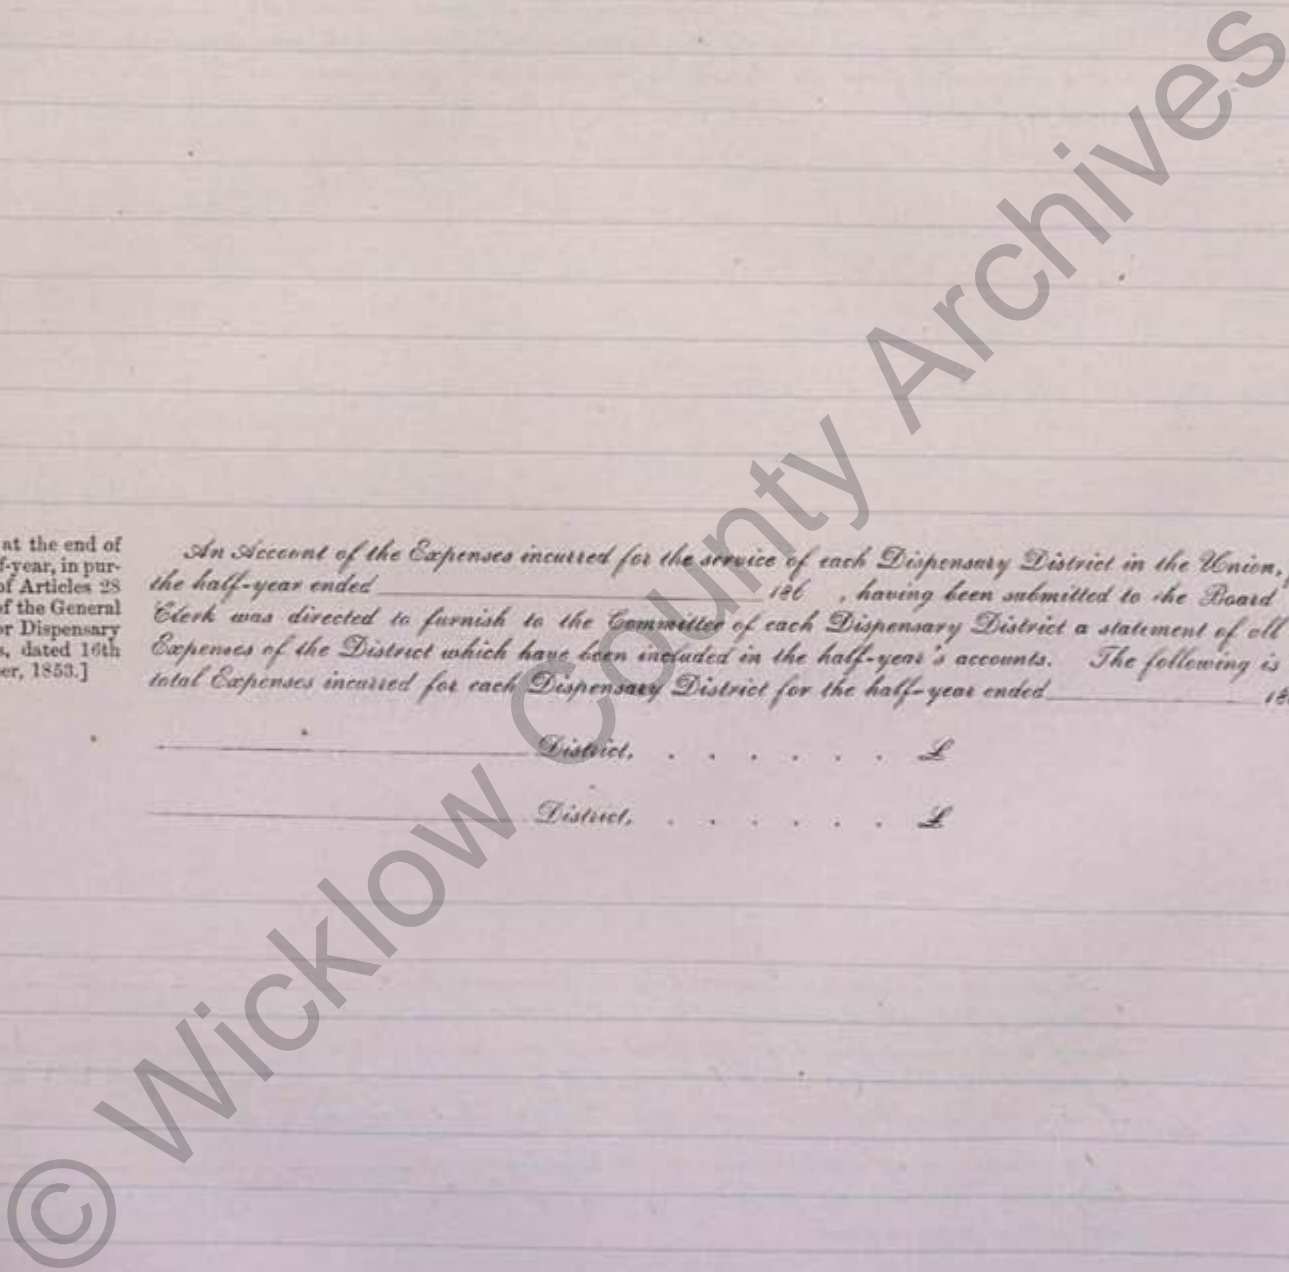 at the end of
f-year, in pur-
of Articles 28
of the General
or Dispensary
s, dated 16th
er, 1853.]
An Account of the Expenses incurred for the service of each Dispensary District in the Union,
the half-year ended 186 , having been submitted to the Board
Clerk was directed to furnish to the Committee of each Dispensary District a statement of all
Expenses of the District which have been included in the half-year's accounts. The following is
total Expenses incurred for each Dispensary District for the half-year ended 18
District, . . . . . . £
District, . . . . . . £
© Wicklow County Archives